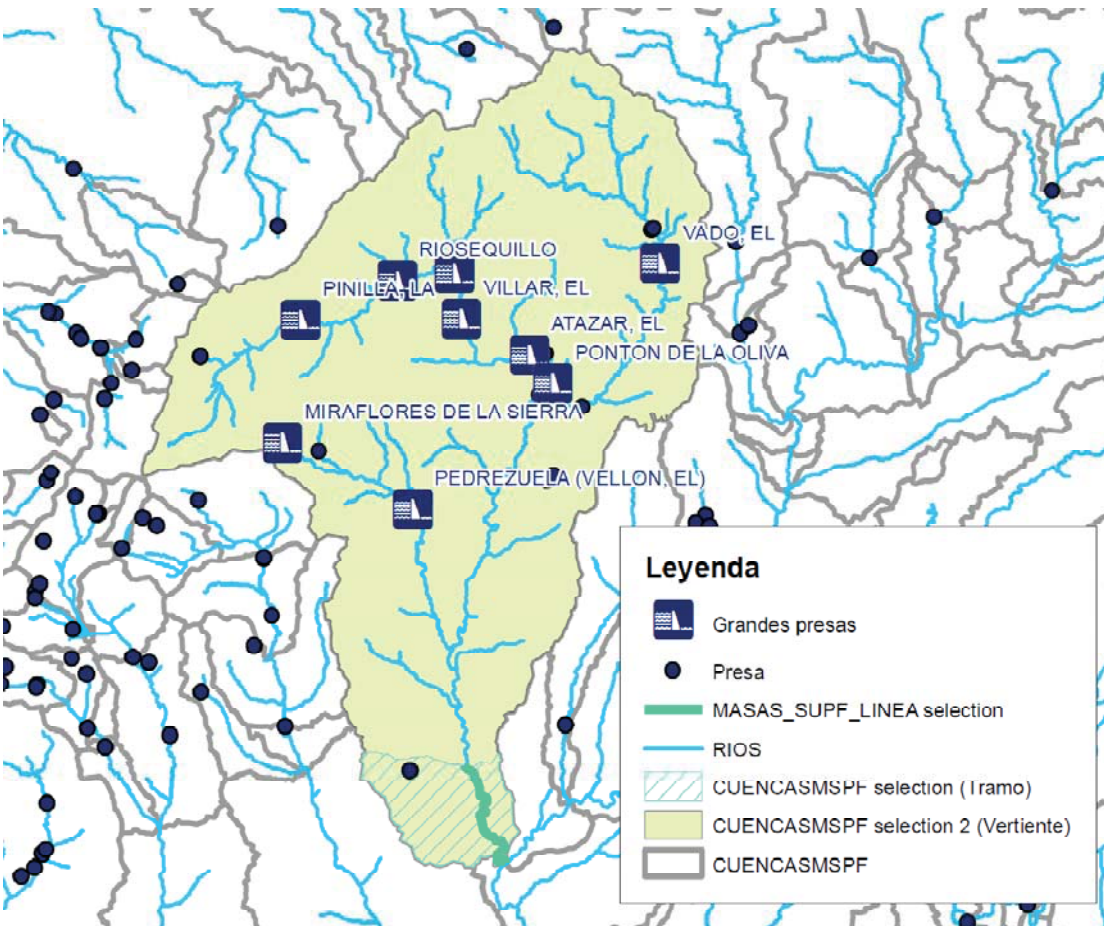 VADO, EL
RIOSEQUILLO
PINILLA, LA
VILLAR, EL
ATAZAR, EL
PONTON DE LA OLIVA
MIRAFLORES DE LA SIERRA
PEDREZUELA (VELLON, EL)
Leyenda
Grandes presas
Presa
MASAS_SUPF_LINEA selection
RIOS
CUENCASMSPF selection (Tramo)
CUENCASMSPF selection 2 (Vertiente)
CUENCASMSPF